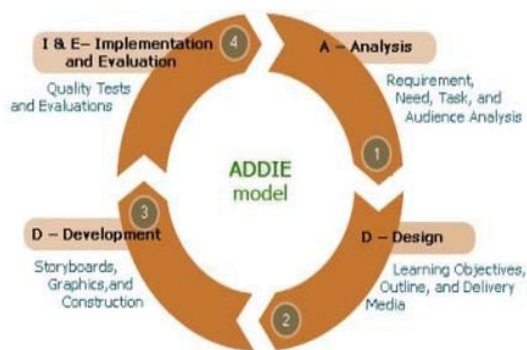 I & E– Implementation
and Evaluation
4
Quality Tests
and Evaluations
A – Analysis
Requirement,
Need, Task, and
Audience Analysis
1
ADDIE
model
3
D – Development
Storyboards,
Graphics,and
Construction
D – Design
Learning Objectives,
Outline, and Delivery
Media
2